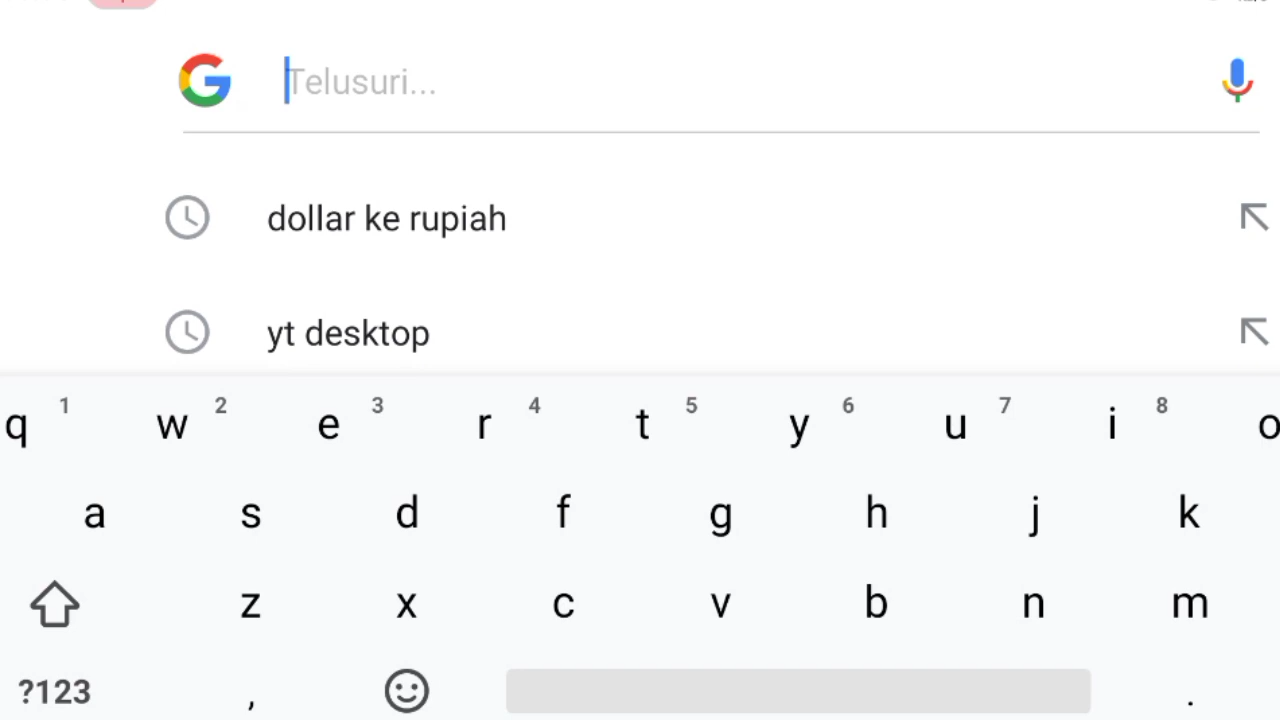 Telusuri...
dollar ke rupiah
yt desktop
q 1 w 2 e 3 r 4 t 5 y 6 u 7 i 8 o
a s d f g h j k
z x c v b n m
?123 , .